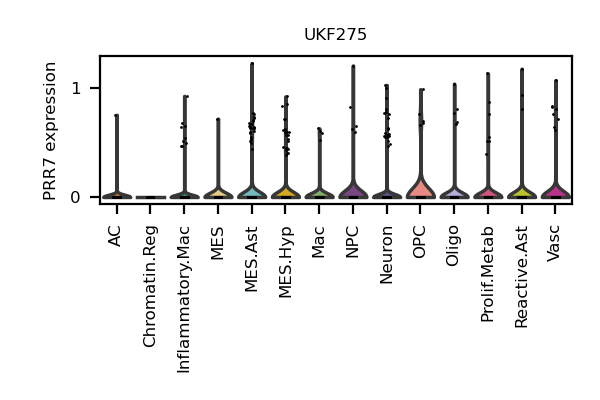 UKF275
PRR7 expression
1
0
AC
Chromatin.Reg
Inflammatory.Mac
MES
MES.Ast
MES.Hyp
Mac
NPC
Neuron
OPC
Oligo
Prolif.Metab
Reactive.Ast
Vasc